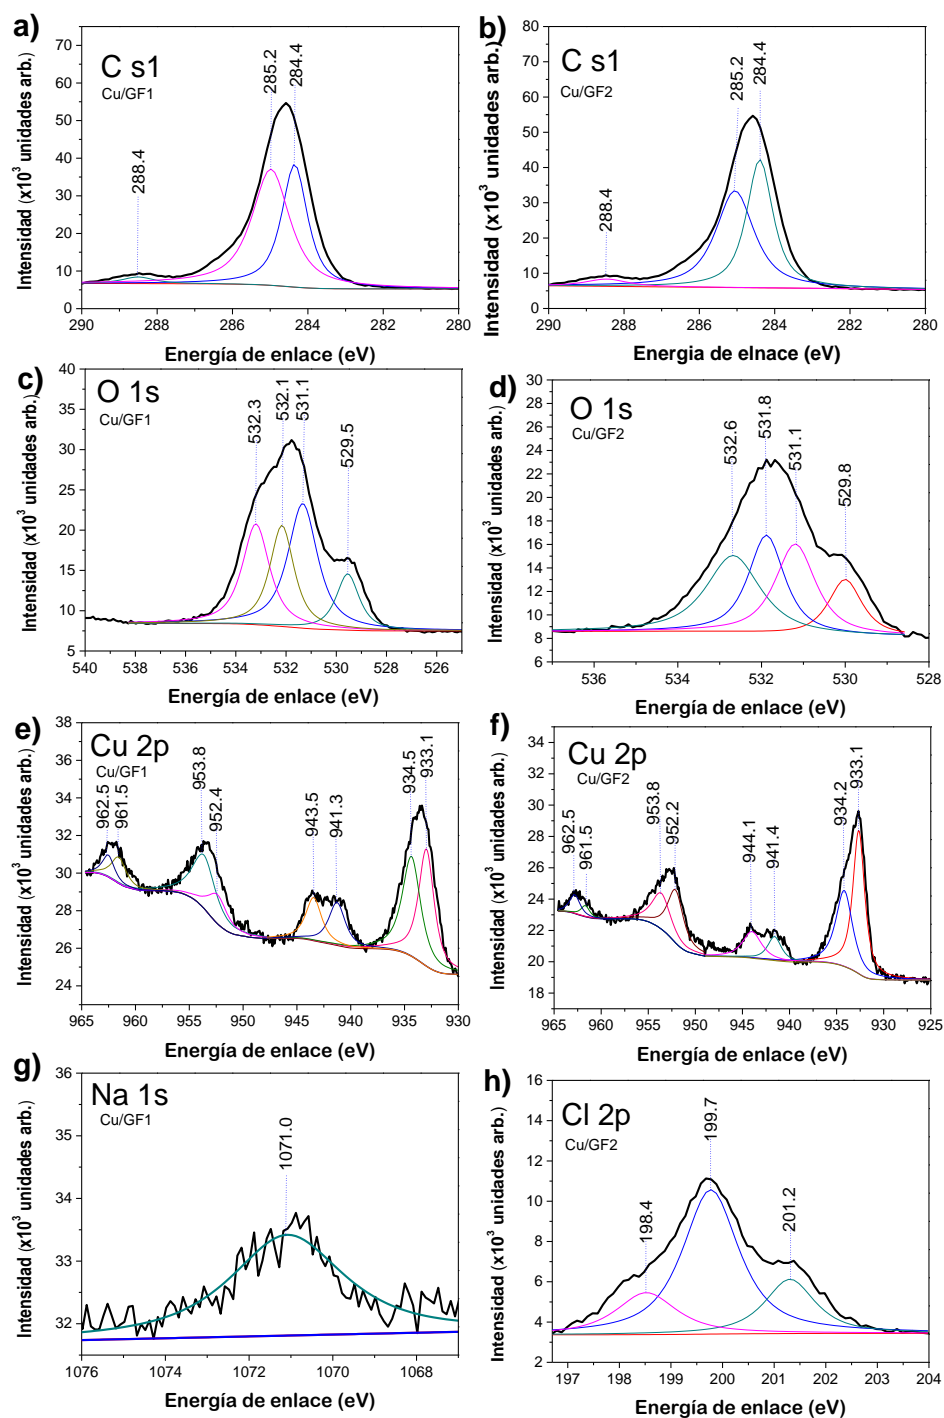 a)
C s1
Cu/GF1
288.4
285.2
284.4
Intensidad (x10³ unidades arb.)
0
10
20
30
40
50
60
70
290 288 286 284 282 280
Energía de enlace (eV)
b)
C s1
Cu/GF2
288.4
285.2
284.4
Intensidad (x10³ unidades arb.)
0
10
20
30
40
50
60
70
80
290 288 286 284 282 280
Energia de elnace (eV)
c)
O 1s
Cu/GF1
532.3
532.1
531.1
529.5
Intensidad (x10³ unidades arb.)
5
10
15
20
25
30
35
40
540 538 536 534 532 530 528 526
Energía de enlace (eV)
d)
O 1s
Cu/GF2
532.6
531.8
531.1
529.8
Intensidad (x10³ unidades arb.)
6
8
10
12
14
16
18
20
22
24
26
28
30
536 534 532 530 528
Energía de enlace (eV)
e)
Cu 2p
Cu/GF1
962.5
961.5
953.8
952.4
943.5
941.3
934.5
933.1
Intensidad (x10³ unidades arb.)
24
26
28
30
32
34
36
38
965 960 955 950 945 940 935 930
Energía de enlace (eV)
f)
Cu 2p
Cu/GF2
962.5
961.5
953.8
952.2
944.1
941.4
934.2
933.1
Intensidad (x10³ unidades arb.)
18
20
22
24
26
28
30
32
34
965 960 955 950 945 940 935 930 925
Energía de enlace (eV)
g)
Na 1s
Cu/GF1
1071.0
Intensidad (x10³ unidades arb.)
32
33
34
35
36
1076 1074 1072 1070 1068
Energía de enlace (eV)
h)
Cl 2p
Cu/GF2
198.4
199.7
201.2
Intensidad (x10³ unidades arb.)
2
4
6
8
10
12
14
16
197 198 199 200 201 202 203 204
Energía de enlace (eV)